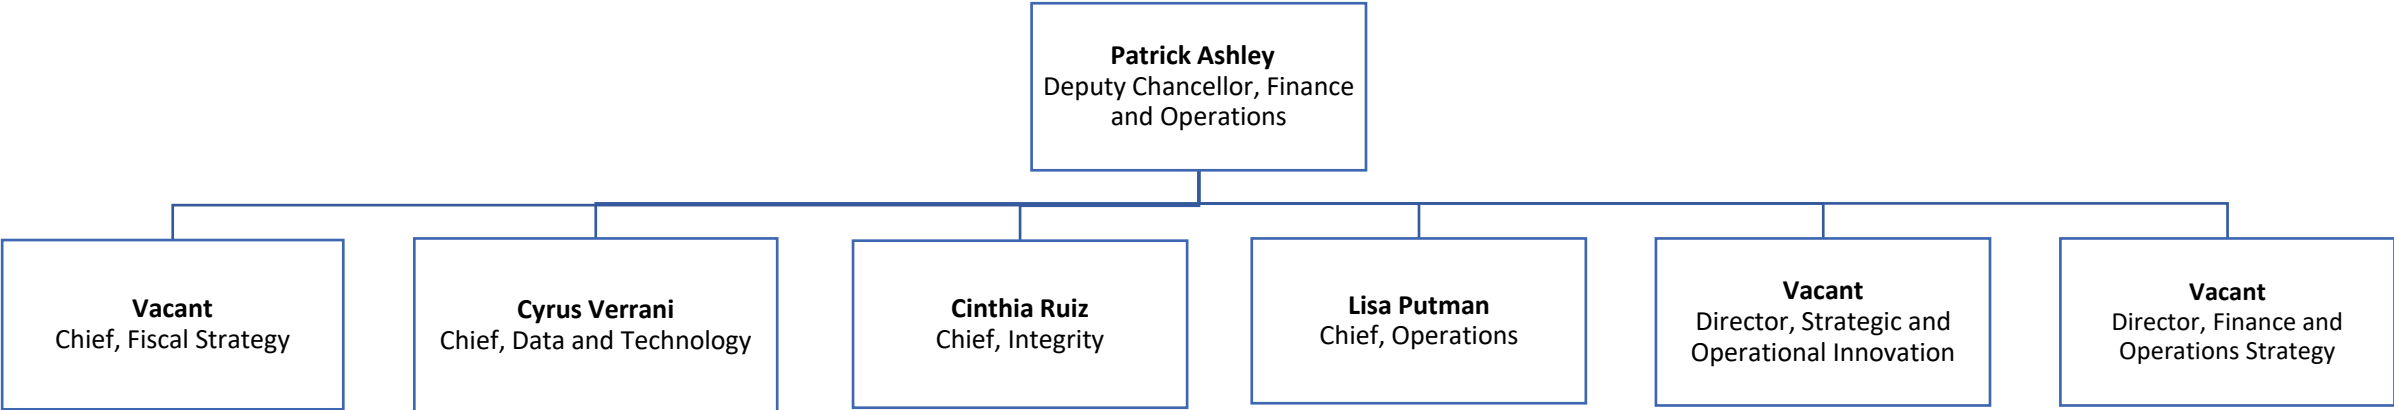 Patrick Ashley
Deputy Chancellor, Finance
and Operations
Vacant
Chief, Fiscal Strategy
Cyrus Verrani
Chief, Data and Technology
Cinthia Ruiz
Chief, Integrity
Lisa Putman
Chief, Operations
Vacant
Director, Strategic and
Operational Innovation
Vacant
Director, Finance and
Operations Strategy